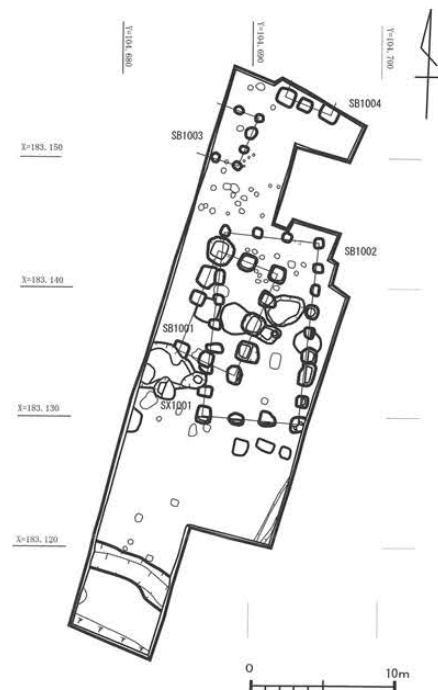 Y=104.680
Y=104.690
Y=104.700
SB1004
SB1003
X=183.150
SB1002
X=183.140
SB1001
SX1001
X=183.130
X=183.120
0 10m